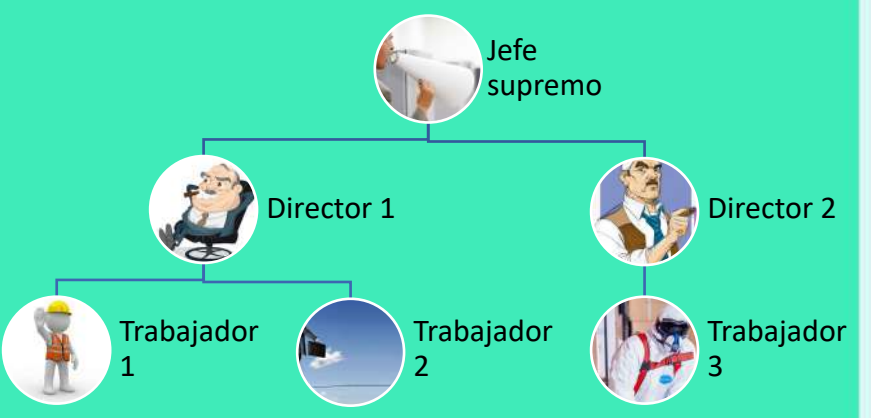 Jefe
supremo
Director 1
Director 2
Trabajador
1
Trabajador
2
Trabajador
3